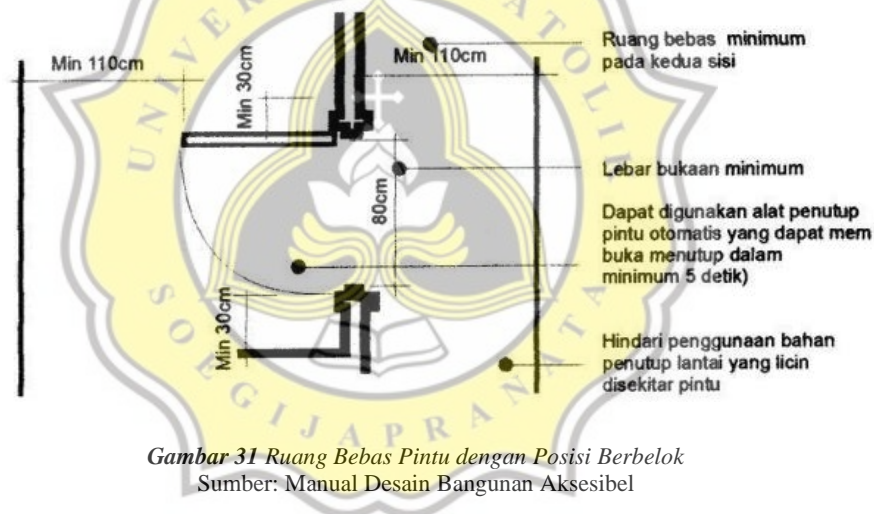 Min 110cm
Min 30cm
Min 110cm
Ruang bebas minimum
pada kedua sisi
80cm
Lebar bukaan minimum
Dapat digunakan alat penutup
pintu otomatis yang dapat mem
buka menutup dalam
minimum 5 detik)
Min 30cm
Hindari penggunaan bahan
penutup lantai yang licin
disekitar pintu
SOEGIJAPRANATA
Gambar 31 Ruang Bebas Pintu dengan Posisi Berbelok
Sumber: Manual Desain Bangunan Aksesibel